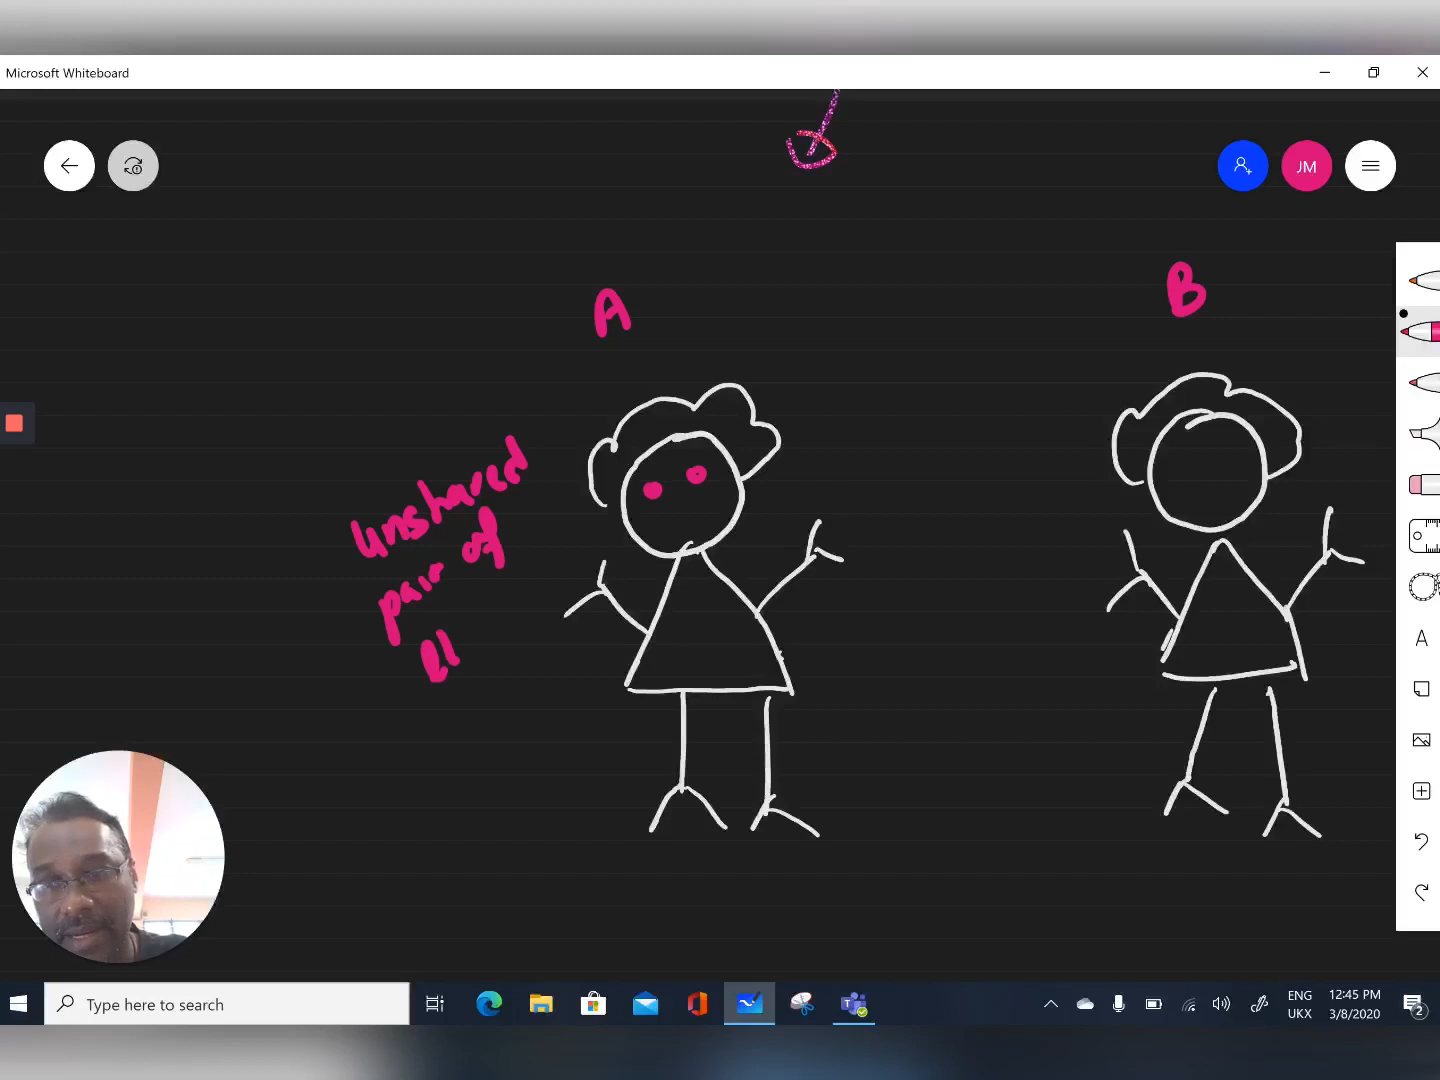 Microsoft Whiteboard
JM
B
A
unshared
pair of
el
A
Type here to search
ENG
UKX
12:45 PM
3/8/2020
2